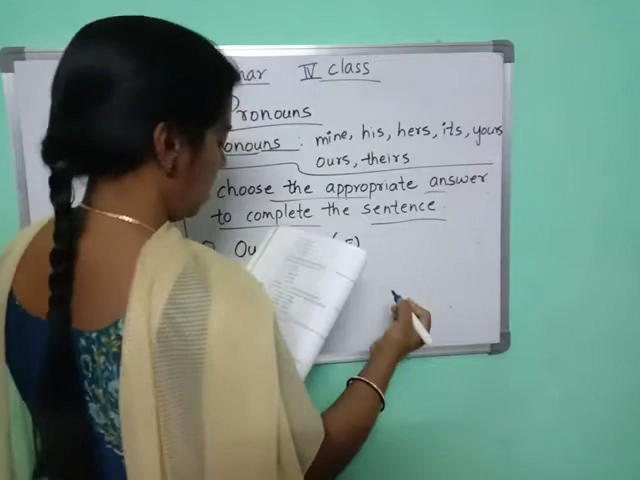 IV class
Pronouns
: mine, his, hers, its, yours
ours, theirs
choose the appropriate answer
to complete the sentence.